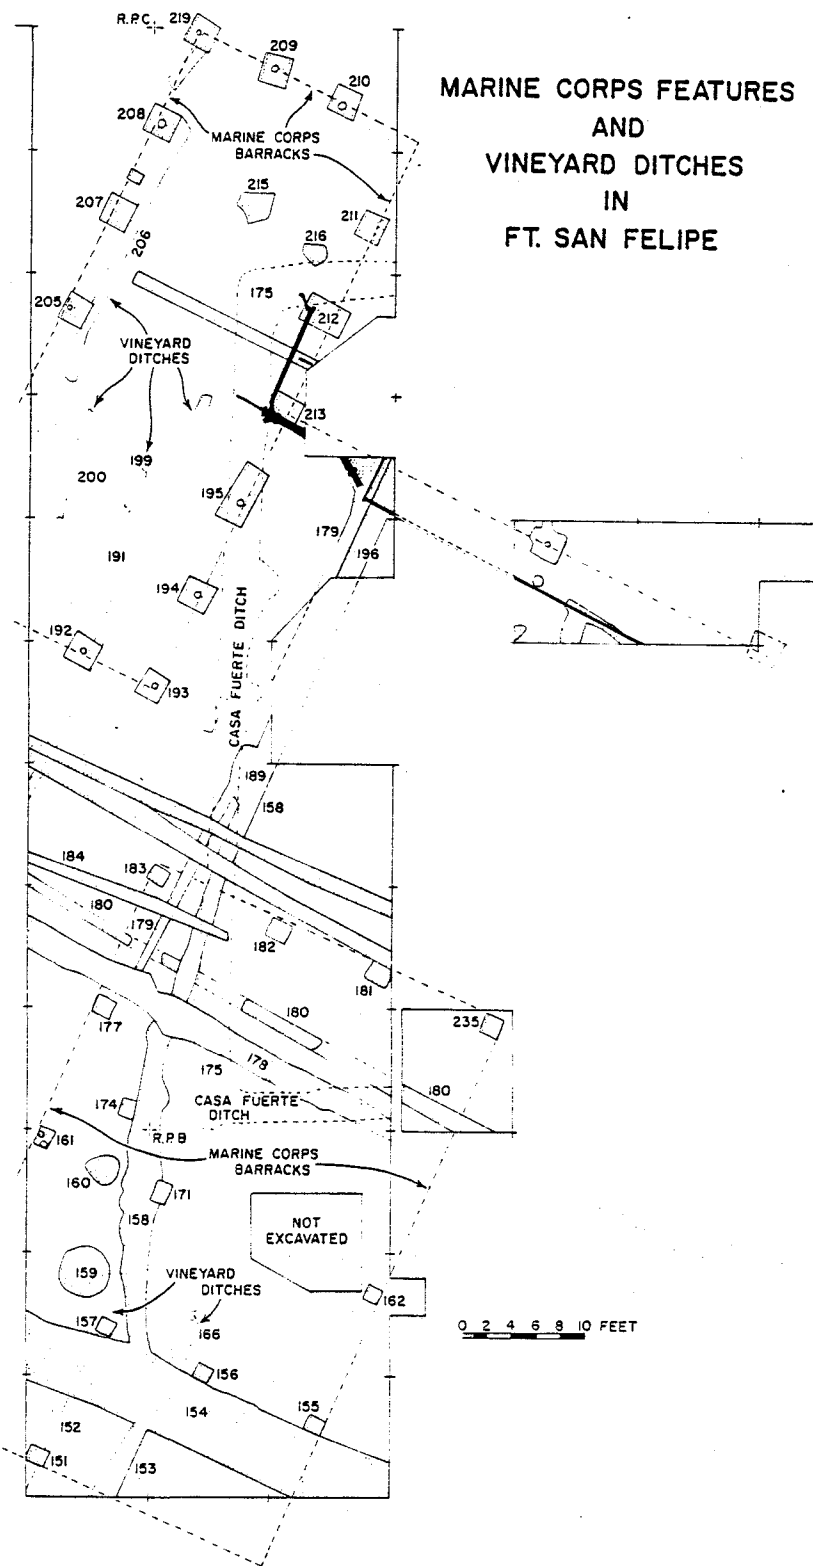 MARINE CORPS FEATURES
AND
VINEYARD DITCHES
IN
FT. SAN FELIPE
R.P.C.
219
209
210
208
MARINE CORPS
BARRACKS
207
215
211
206
216
175
205
212
VINEYARD
DITCHES
213
199
200
195
179
196
191
194
192
193
CASA FUERTE DITCH
189
158
184
183
180
179
182
181
180
235
177
178
175
180
CASA FUERTE
DITCH
174
R.P.B
161
MARINE CORPS
BARRACKS
160
171
158
NOT
EXCAVATED
159
VINEYARD
DITCHES
162
157
166
0 2 4 6 8 10 FEET
156
155
154
152
151
153